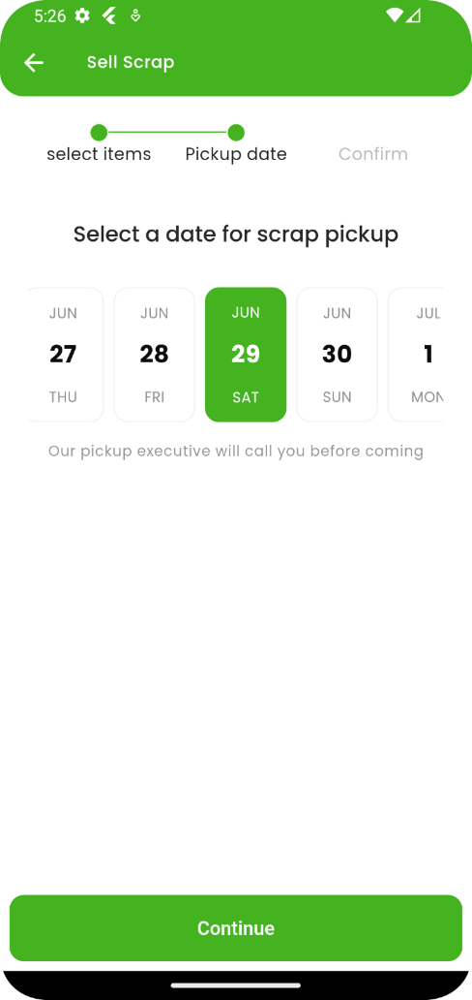 5:26
Sell Scrap
select items Pickup date Confirm
Select a date for scrap pickup
JUN JUN JUN JUN JUL
27 28 29 30 1
THU FRI SAT SUN MON
Our pickup executive will call you before coming
Continue